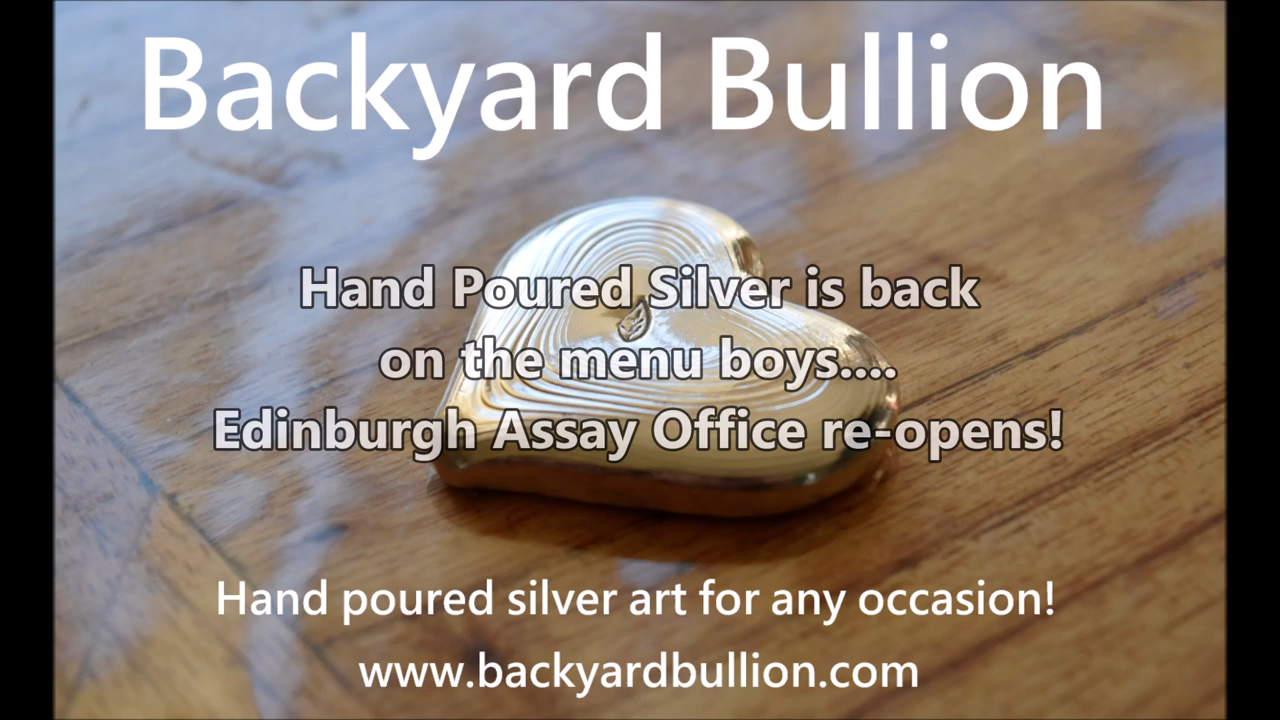 Backyard Bullion
Hand Poured Silver is back
on the menu boys....
Edinburgh Assay Office re-opens!
Hand poured silver art for any occasion!
www.backyardbullion.com